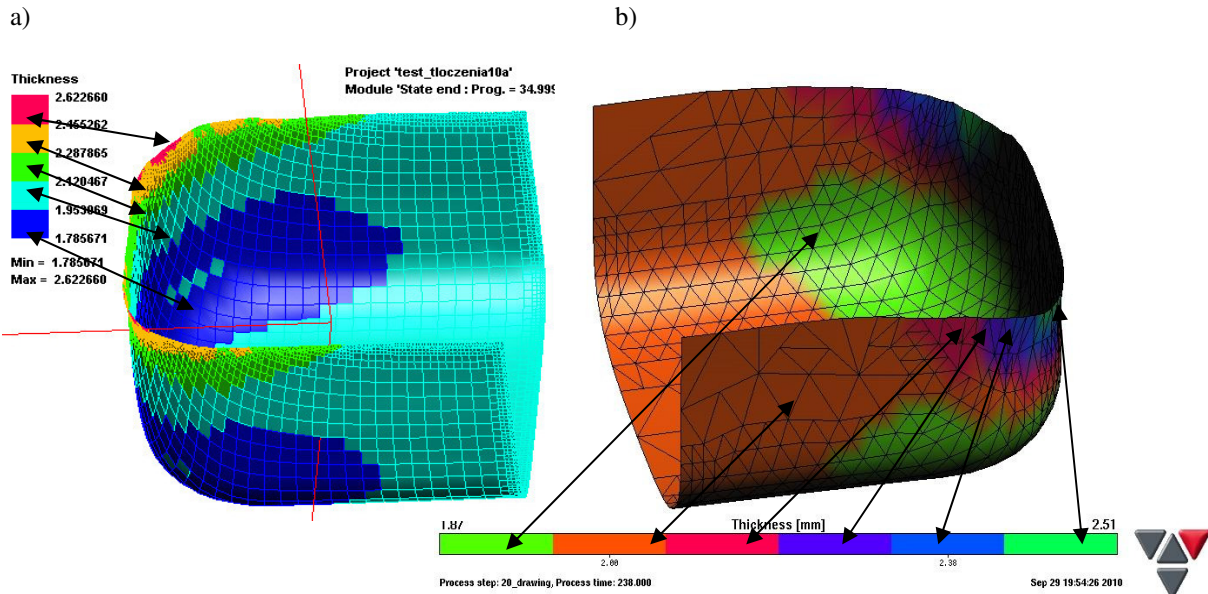 a)
b)
Thickness
2.622660
2.455262
2.287865
2.120467
1.953069
1.785671
Min = 1.785671
Max = 2.622660
Project 'test_tloczenia10a'
Module 'State end : Prog. = 34.999
1.87
Thickness [mm]
2.51
2.00
2.38
Process step: 20_drawing, Process time: 238.000
Sep 29 19:54:26 2010